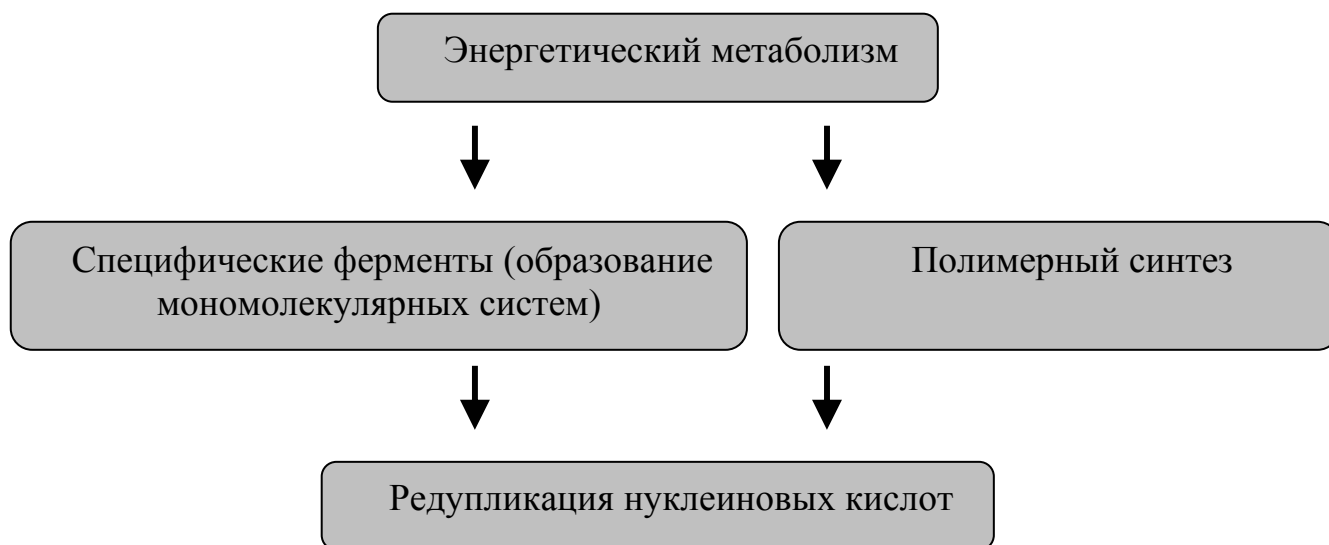 Энергетический метаболизм
Специфические ферменты (образование
мономолекулярных систем)
Полимерный синтез
Редупликация нуклеиновых кислот